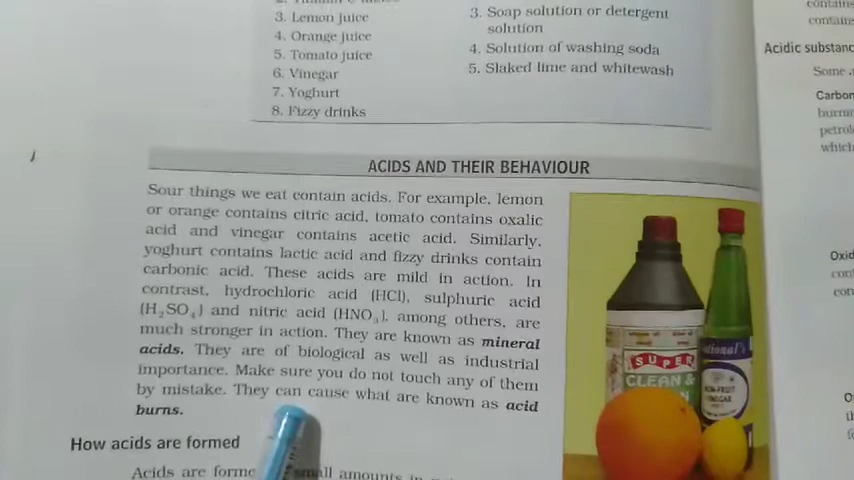 3. Lemon juice
4. Orange juice
5. Tomato juice
6. Vinegar
7. Yoghurt
8. Fizzy drinks
3. Soap solution or detergent
solution
4. Solution of washing soda
5. Slaked lime and whitewash
ACIDS AND THEIR BEHAVIOUR
Sour things we eat contain acids. For example, lemon
or orange contains citric acid, tomato contains oxalic
acid and vinegar contains acetic acid. Similarly,
yoghurt contains lactic acid and fizzy drinks contain
carbonic acid. These acids are mild in action. In
contrast, hydrochloric acid (HCl), sulphuric acid
(H₂SO₄) and nitric acid (HNO₃), among others, are
much stronger in action. They are known as mineral
acids. They are of biological as well as industrial
importance. Make sure you do not touch any of them
by mistake. They can cause what are known as acid
burns.
How acids are formed
Acids are forme small amounts in
SUPER
CLEAN &
NON-FRUIT
VINEGAR
contains
contains
Acidic substanc
Some
Carbon
burnin
petrol
which
Oxid
con
con